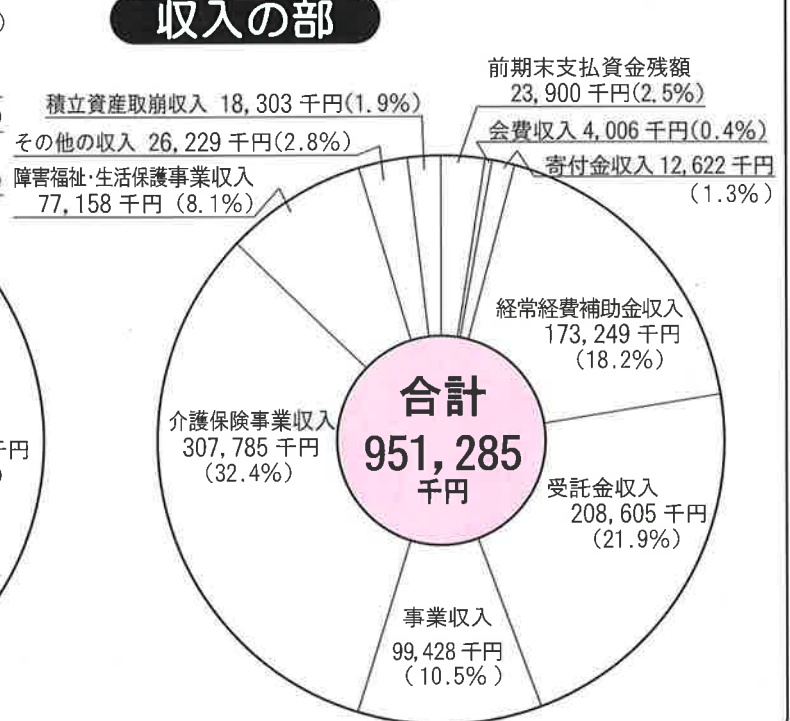 収入の部
前期末支払資金残額
23,900 千円(2.5%)
会費収入 4,006 千円(0.4%)
寄付金収入 12,622 千円
(1.3%)
経常経費補助金収入
173,249 千円
(18.2%)
受託金収入
208,605 千円
(21.9%)
事業収入
99,428 千円
(10.5%)
介護保険事業収入
307,785 千円
(32.4%)
障害福祉・生活保護事業収入
77,158 千円 (8.1%)
その他の収入 26,229 千円(2.8%)
積立資産取崩収入 18,303 千円(1.9%)
合計
951,285
千円
千円